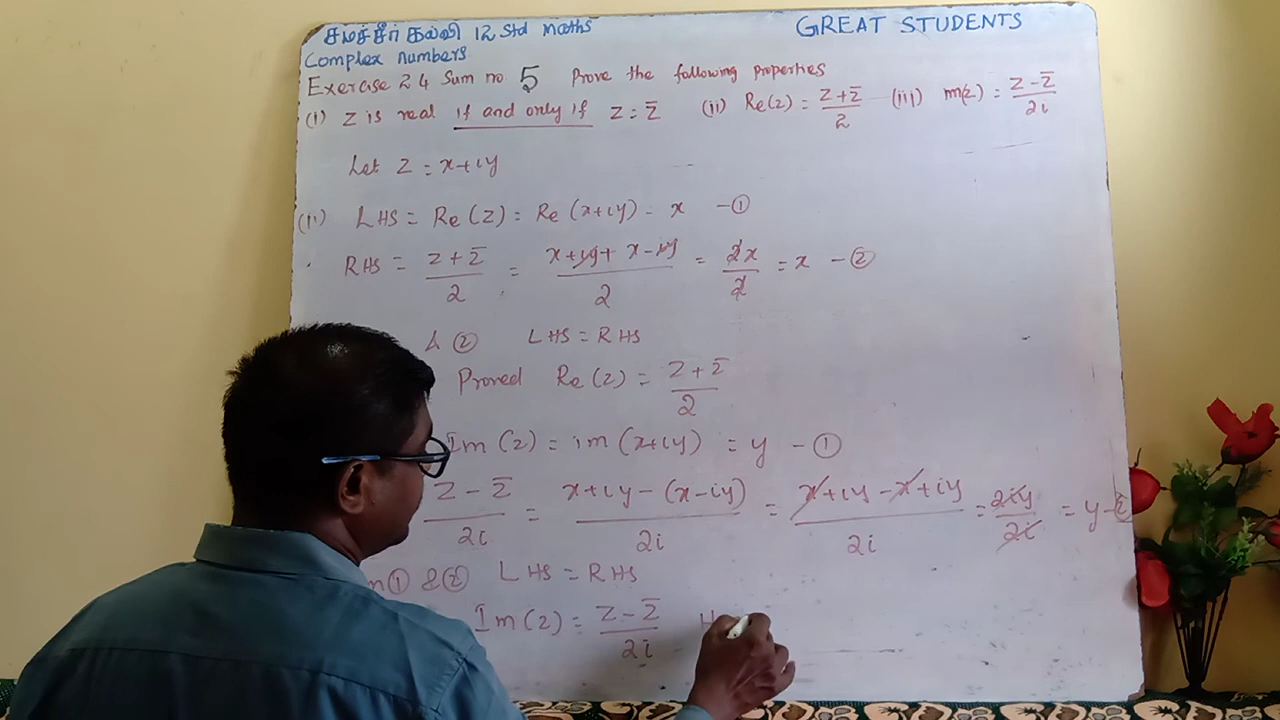 சமச்சீர் கல்வி 12 Std maths GREAT STUDENTS
Complex numbers
Exercise 2 4 Sum no 5 Prove the following properties
(i) Z is real if and only if Z = z̄ (ii) Re(z) = z+z̄/2 (iii) m(z) = z-z̄/2i
Let Z = x+iy
(ii) LHS = Re(z) = Re(x+iy) = x -①
RHS = z+z̄/2 = x+iy+x-iy/2 = 2x/2 = x -②
② LHS = RHS
Proved Re(z) = z+z̄/2
Im(z) = im(x+iy) = y -①
z-z̄/2i = x+iy-(x-iy)/2i = x+iy-x+iy/2i = 2iy/2i = y-②
① & ② LHS = RHS
Im(z) = z-z̄/2i